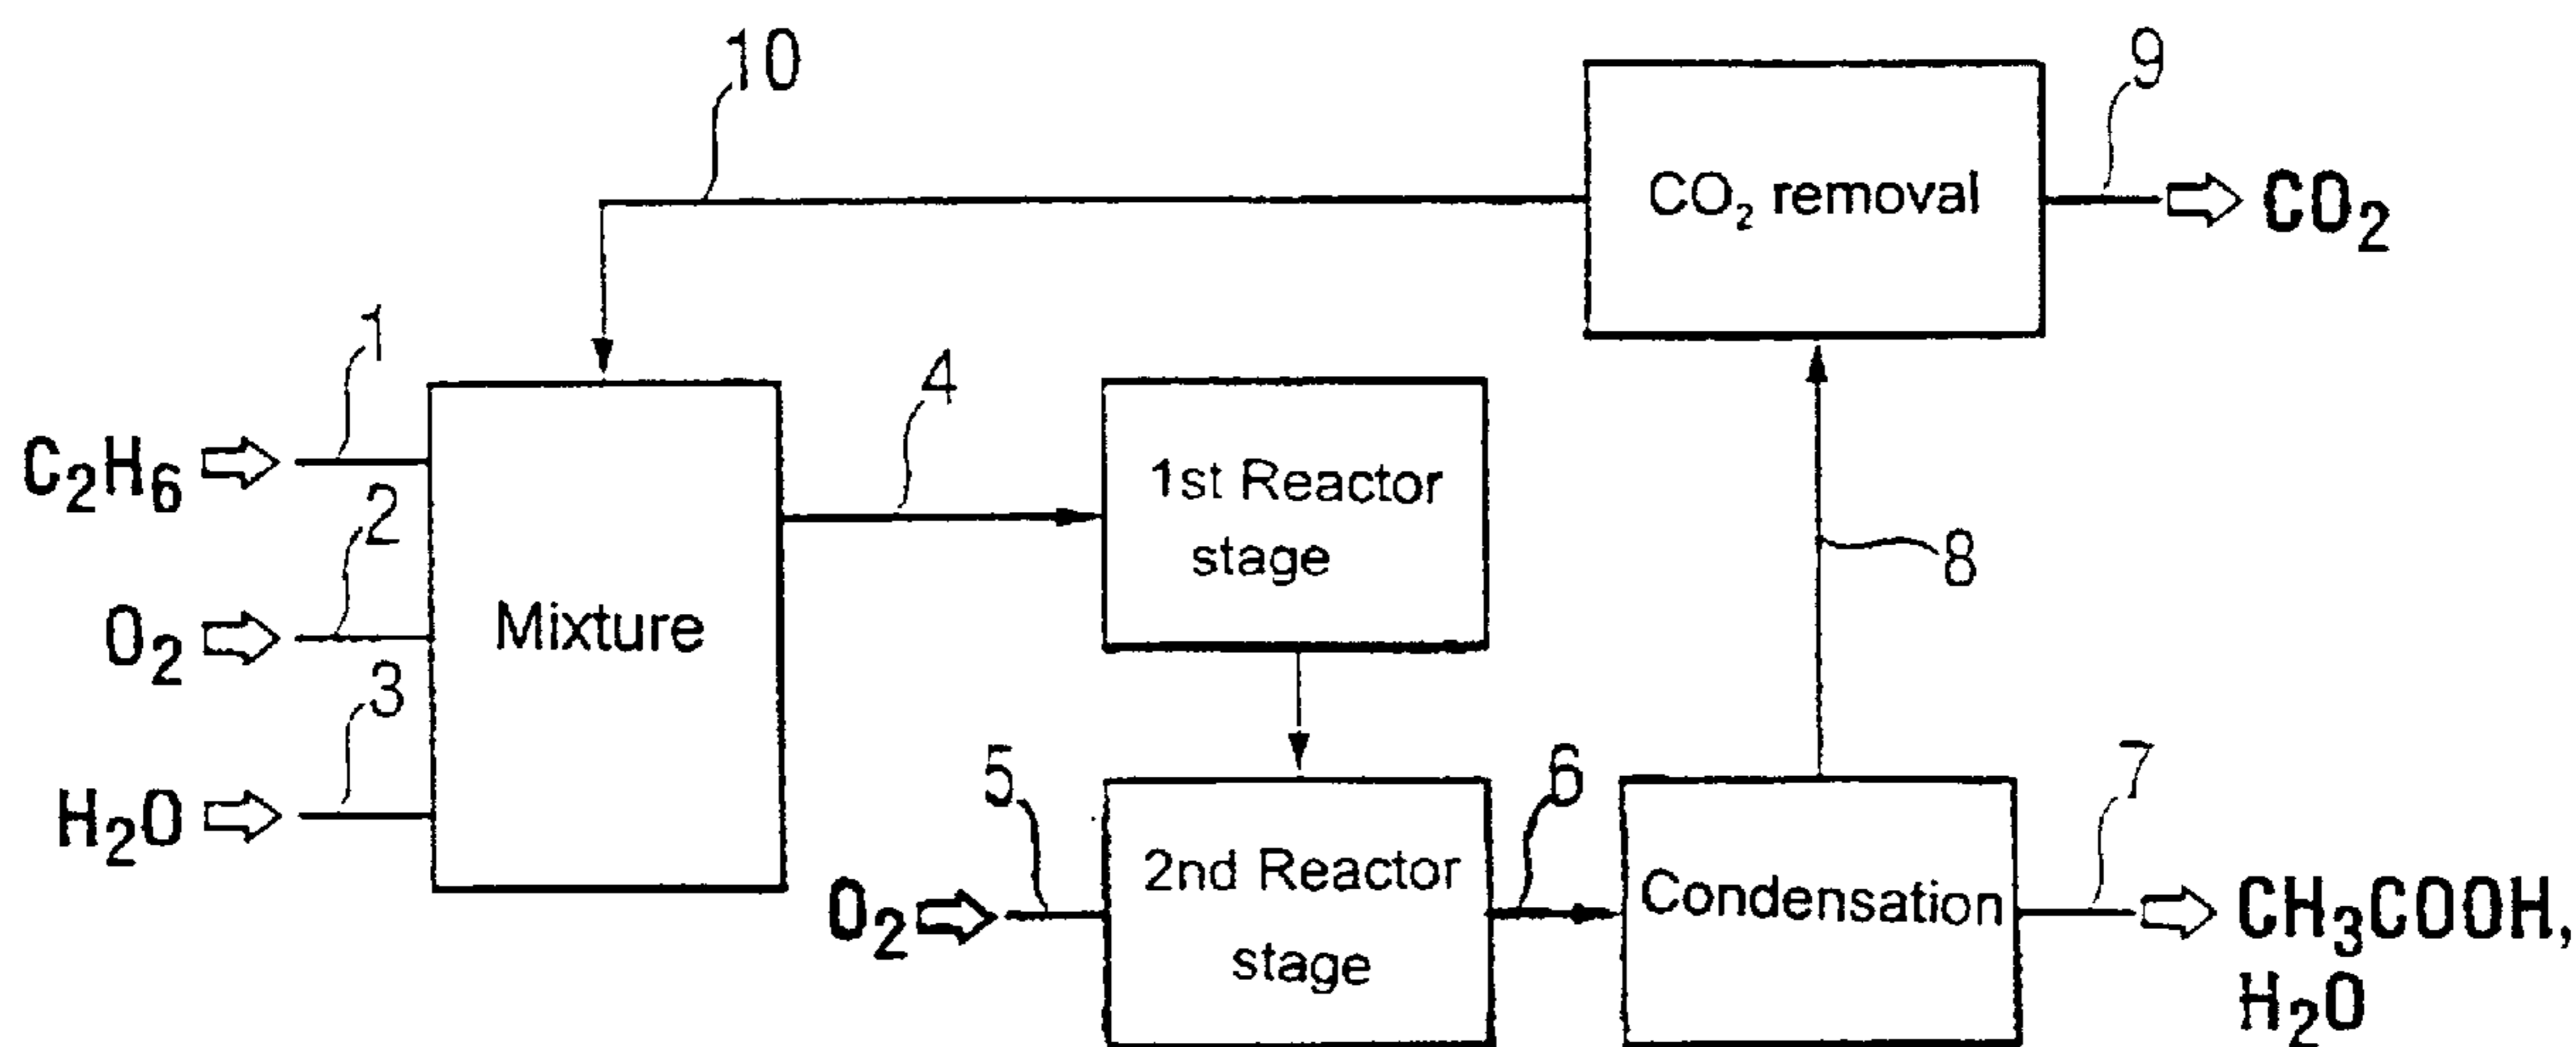 10
9
CO₂ removal
CO₂
1
4
C₂H₆
2
1st Reactor
stage
8
O₂
Mixture
3
5
6
7
H₂O
2nd Reactor
stage
O₂
Condensation
CH₃COOH,
H₂O